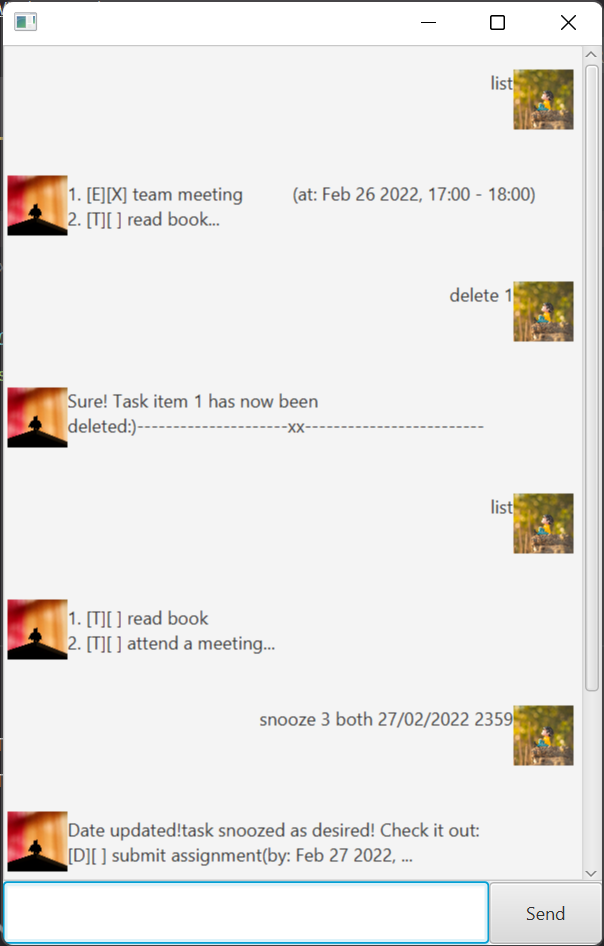 list
1. [E][X] team meeting (at: Feb 26 2022, 17:00 - 18:00)
2. [T][ ] read book...
delete 1
Sure! Task item 1 has now been
deleted:)---------------------xx-------------------------
list
1. [T][ ] read book
2. [T][ ] attend a meeting...
snooze 3 both 27/02/2022 2359
Date updated!task snoozed as desired! Check it out:
[D][ ] submit assignment(by: Feb 27 2022, ...
Send